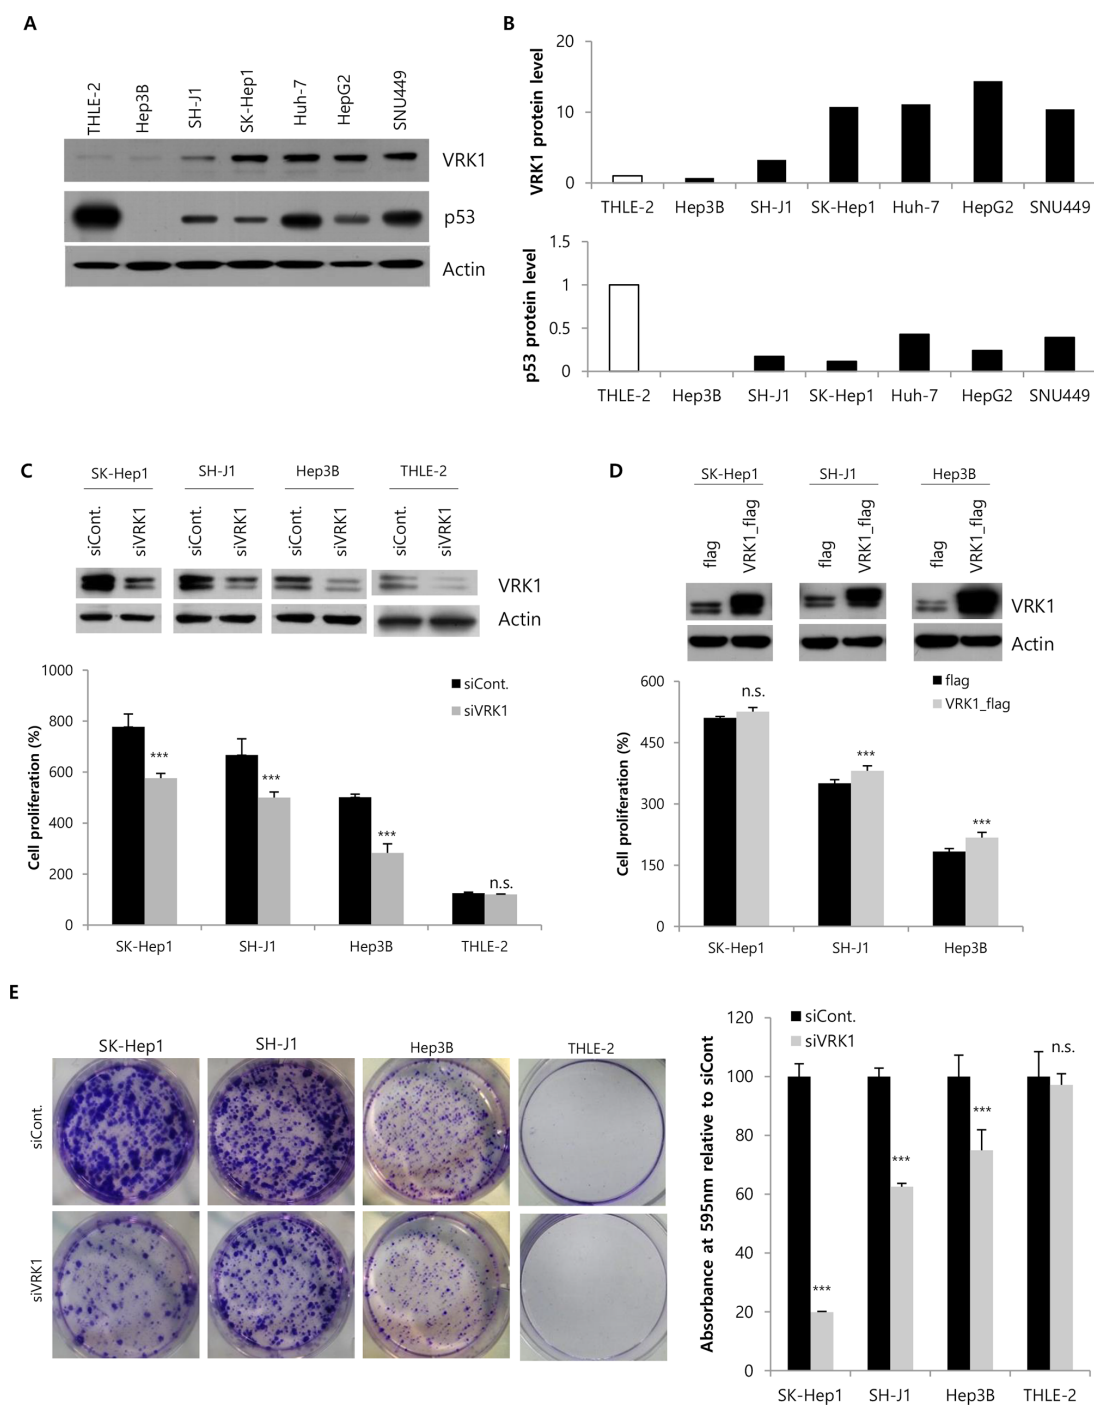 A
THLE-2
Hep3B
SH-J1
SK-Hep1
Huh-7
HepG2
SNU449
VRK1
p53
Actin
B
VRK1 protein level
20
10
0
THLE-2 Hep3B SH-J1 SK-Hep1 Huh-7 HepG2 SNU449
p53 protein level
1.5
1
0.5
0
THLE-2 Hep3B SH-J1 SK-Hep1 Huh-7 HepG2 SNU449
C
SK-Hep1 SH-J1 Hep3B THLE-2
siCont. siVRK1 siCont. siVRK1 siCont. siVRK1 siCont. siVRK1
VRK1
Actin
Cell proliferation (%)
1000
800
600
400
200
0
siCont.
siVRK1
***
***
***
n.s.
SK-Hep1 SH-J1 Hep3B THLE-2
D
SK-Hep1 SH-J1 Hep3B
flag VRK1_flag flag VRK1_flag flag VRK1_flag
VRK1
Actin
Cell proliferation (%)
600
450
300
150
0
flag
VRK1_flag
n.s.
***
***
SK-Hep1 SH-J1 Hep3B
E
SK-Hep1 SH-J1 Hep3B THLE-2
siCont.
siVRK1
Absorbance at 595nm relative to siCont
120
100
80
60
40
20
0
siCont.
siVRK1
***
***
***
n.s.
SK-Hep1 SH-J1 Hep3B THLE-2